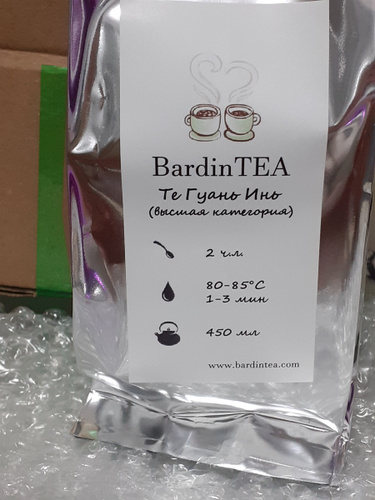 BardinTEA
Те Гуань Инь
(высшая категория)
2 ч.л.
80-85°C
1-3 мин
450 мл
www.bardintea.com